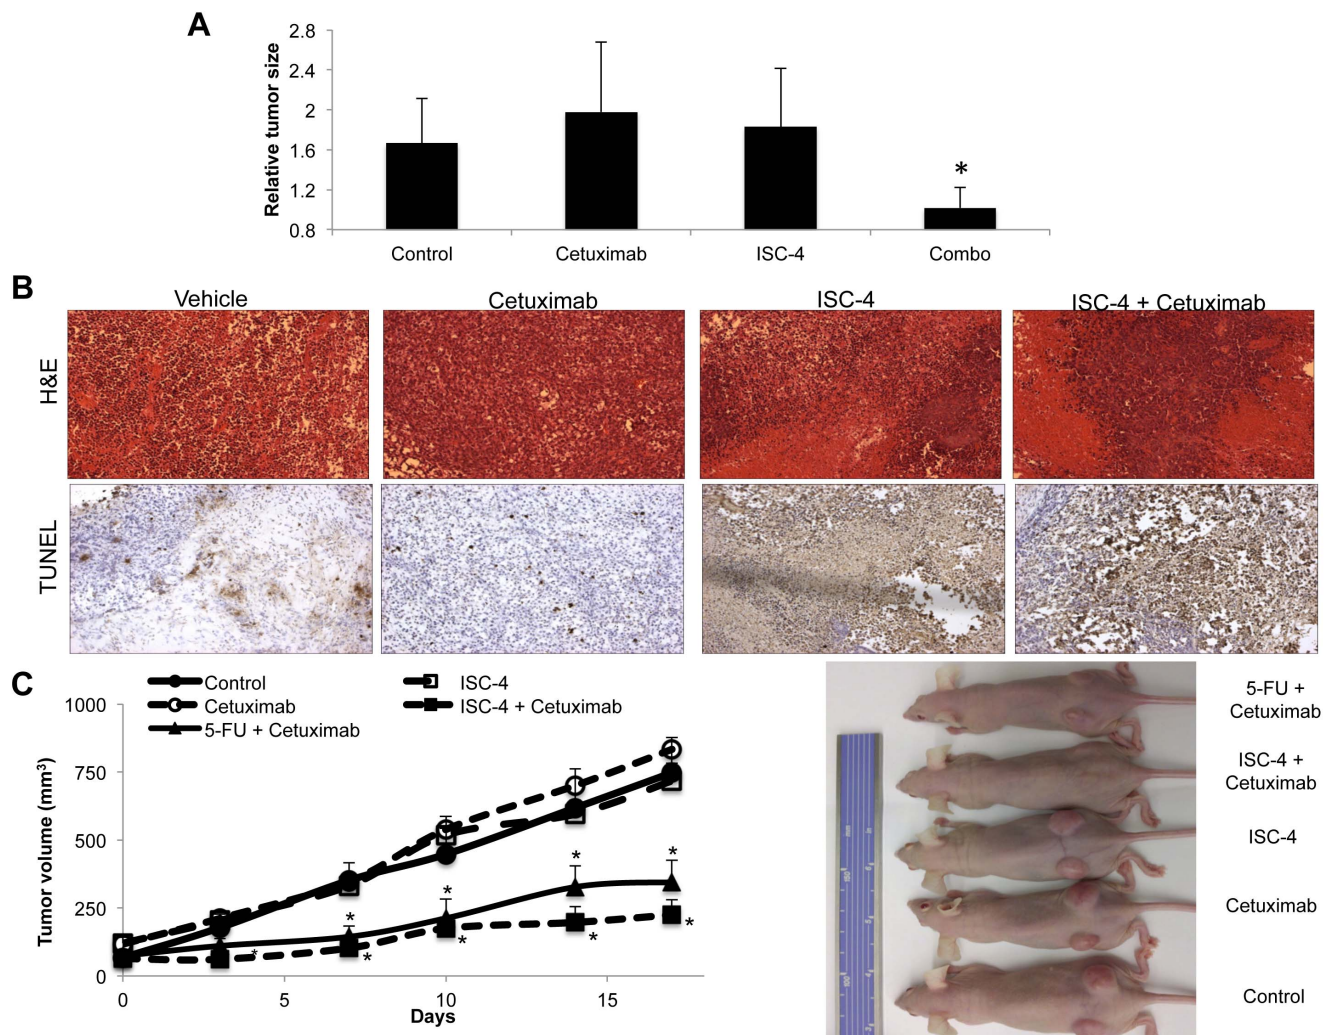 A
Relative tumor size
2.8
2.4
2
1.6
1.2
0.8
*
Control Cetuximab ISC-4 Combo
B
Vehicle Cetuximab ISC-4 ISC-4 + Cetuximab
H&E
TUNEL
C
Control
Cetuximab
5-FU + Cetuximab
ISC-4
ISC-4 + Cetuximab
Tumor volume (mm³)
1000
750
500
250
0
* * * *
* * * * *
0 5 10 15
Days
5-FU +
Cetuximab
ISC-4 +
Cetuximab
ISC-4
Cetuximab
Control